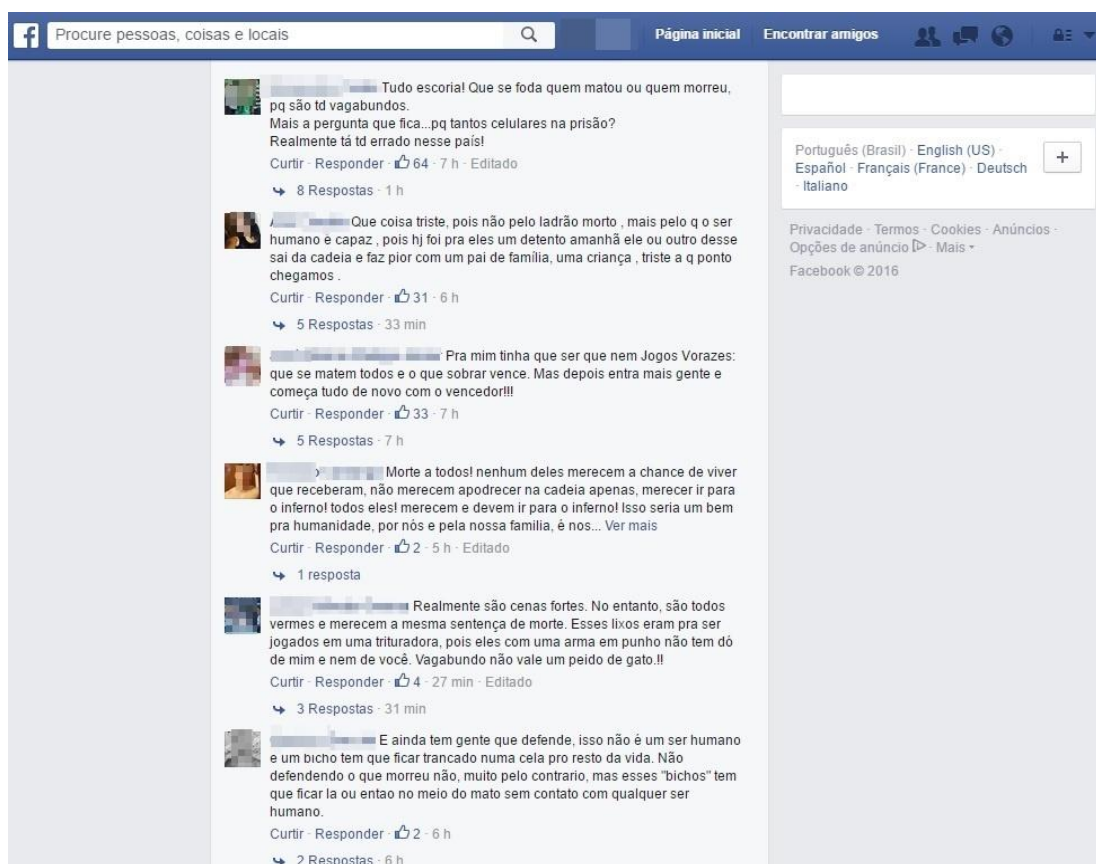 f
Procure pessoas, coisas e locais
Página inicial
Encontrar amigos
Tudo escoria! Que se foda quem matou ou quem morreu,
pq são td vagabundos.
Mais a pergunta que fica...pq tantos celulares na prisão?
Realmente tá td errado nesse país!
Curtir · Responder · 64 · 7 h · Editado
8 Respostas · 1 h
Que coisa triste, pois não pelo ladrão morto , mais pelo q o ser
humano é capaz , pois hj foi pra eles um detento amanhã ele ou outro desse
sai da cadeia e faz pior com um pai de família, uma criança , triste a q ponto
chegamos .
Curtir · Responder · 31 · 6 h
5 Respostas · 33 min
Pra mim tinha que ser que nem Jogos Vorazes:
que se matem todos e o que sobrar vence. Mas depois entra mais gente e
começa tudo de novo com o vencedor!!!
Curtir · Responder · 33 · 7 h
5 Respostas · 7 h
Morte a todos! nenhum deles merecem a chance de viver
que receberam, não merecem apodrecer na cadeia apenas, merecer ir para
o inferno! todos eles! merecem e devem ir para o inferno! Isso seria um bem
pra humanidade, por nós e pela nossa familia, é nos... Ver mais
Curtir · Responder · 2 · 5 h · Editado
1 resposta
Realmente são cenas fortes. No entanto, são todos
vermes e merecem a mesma sentença de morte. Esses lixos eram pra ser
jogados em uma trituradora, pois eles com uma arma em punho não tem dó
de mim e nem de você. Vagabundo não vale um peido de gato.!!
Curtir · Responder · 4 · 27 min · Editado
3 Respostas · 31 min
E ainda tem gente que defende, isso não é um ser humano
e um bicho tem que ficar trancado numa cela pro resto da vida. Não
defendendo o que morreu não, muito pelo contrario, mas esses "bichos" tem
que ficar la ou entao no meio do mato sem contato com qualquer ser
humano.
Curtir · Responder · 2 · 6 h
2 Respostas · 6 h
Português (Brasil) · English (US) ·
Español · Français (France) · Deutsch
· Italiano
+
Privacidade · Termos · Cookies · Anúncios ·
Opções de anúncio · Mais
Facebook © 2016